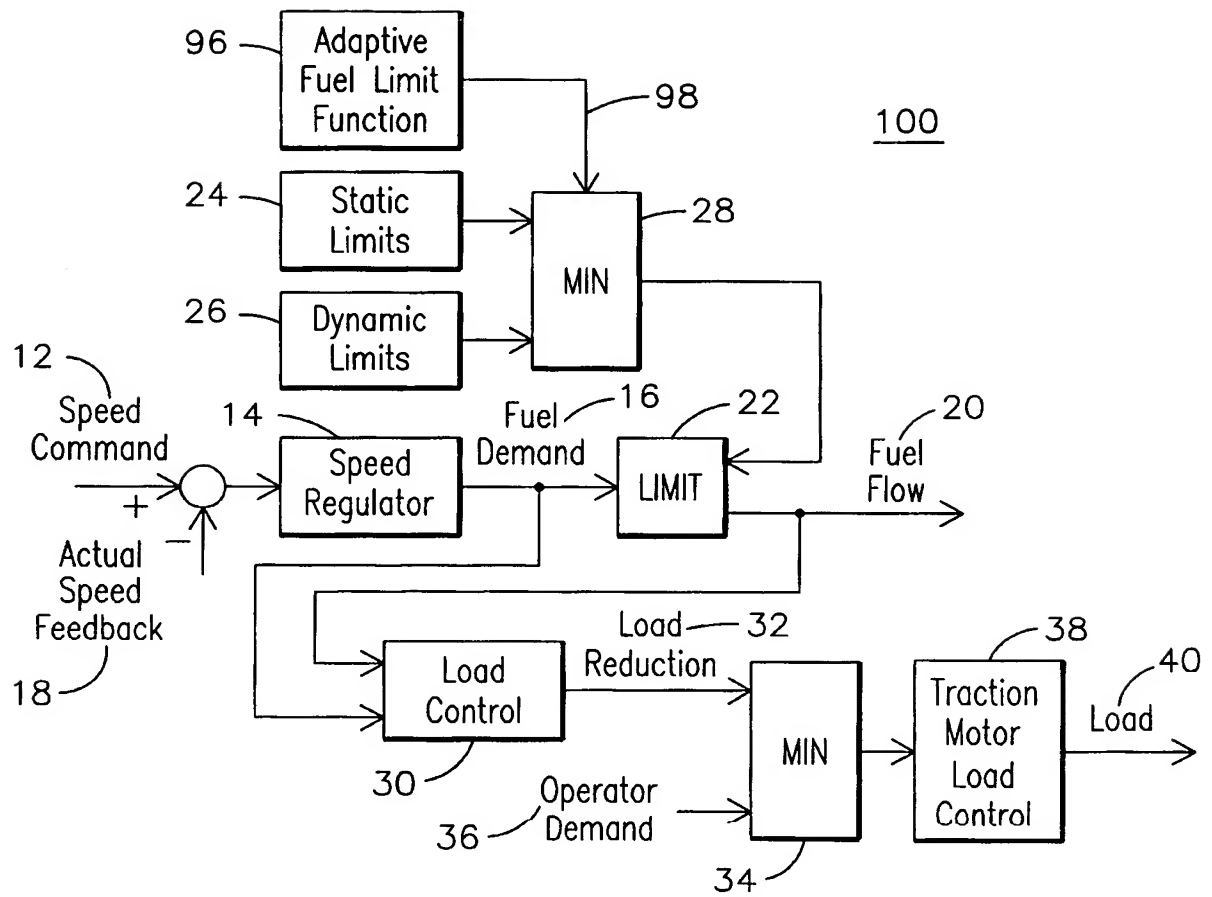 96
Adaptive
Fuel Limit
Function
98
100
24
Static
Limits
28
MIN
26
Dynamic
Limits
12
Speed
Command
14
Speed
Regulator
Fuel
Demand
16
22
LIMIT
20
Fuel
Flow
+
−
Actual
Speed
Feedback
18
Load
Control
30
Load
Reduction
32
MIN
34
36
Operator
Demand
38
Traction
Motor
Load
Control
40
Load